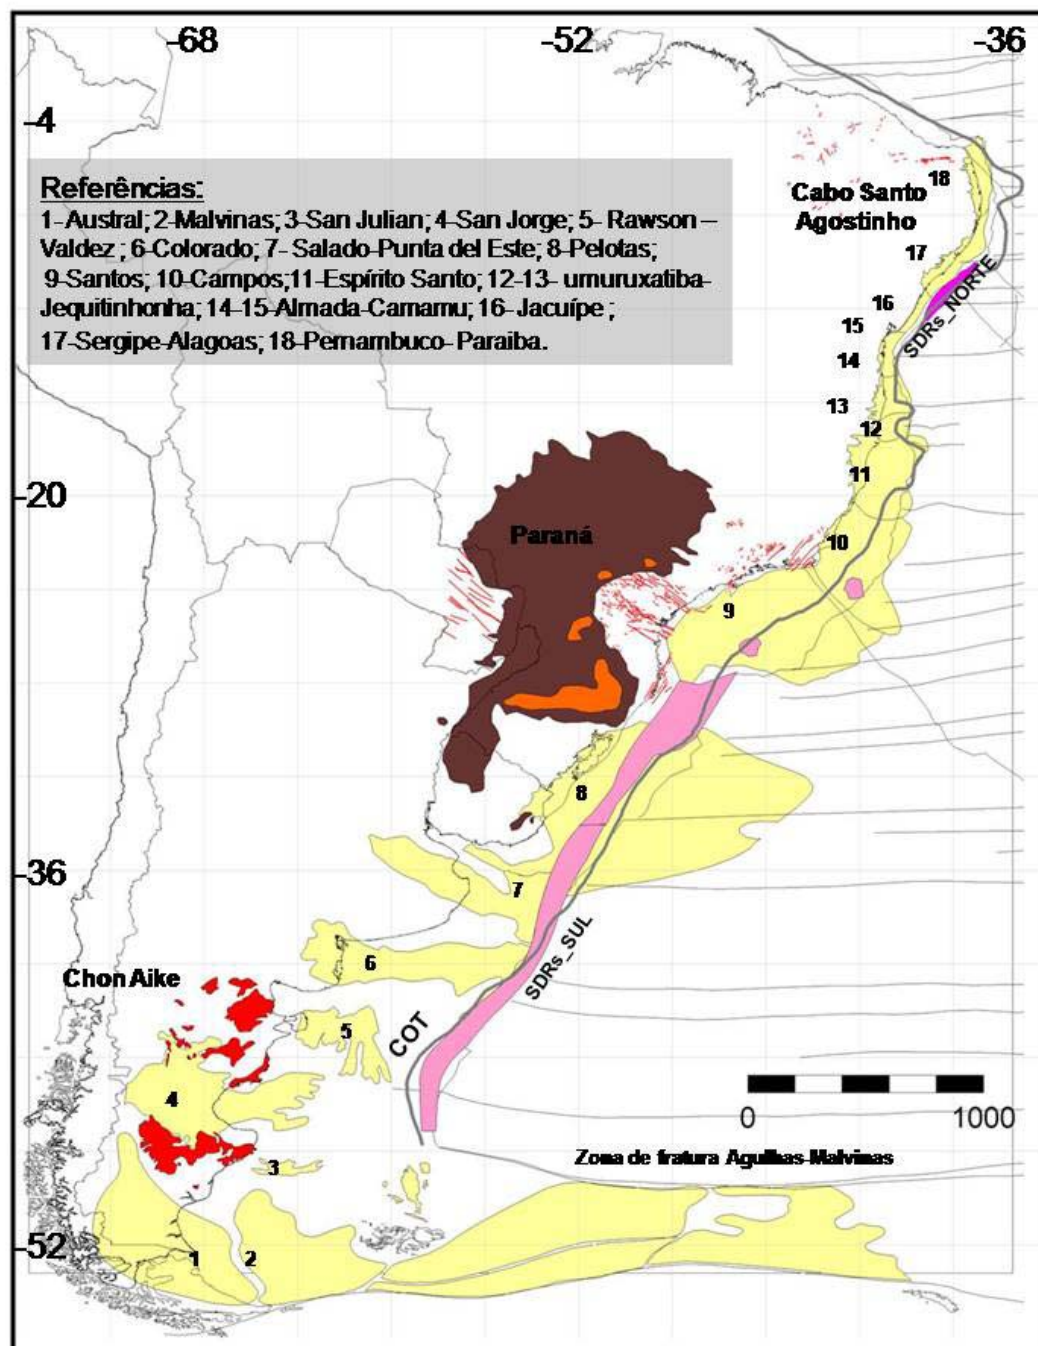 -68 -52 -36
-4
Referências:
1-Austral; 2-Malvinas; 3-San Julian; 4-San Jorge; 5- Rawson –
Valdez ; 6-Colorado; 7- Salado-Punta del Este; 8-Pelotas;
9-Santos; 10-Campos;11-Espírito Santo; 12-13- umuruxatiba-
Jequitinhonha; 14-15-Almada-Camamu; 16- Jacuípe ;
17-Sergipe-Alagoas; 18-Pernambuco- Paraiba.
18
Cabo Santo
Agostinho
17
SDRs_NORTE
16
15
14
13
12
11
-20
Paraná
10
9
8
-36
7
SDRs_SUL
6
Chon Aike
5
COT
4
0 1000
3
Zona de fratura Agulhas-Malvinas
-52
1
2